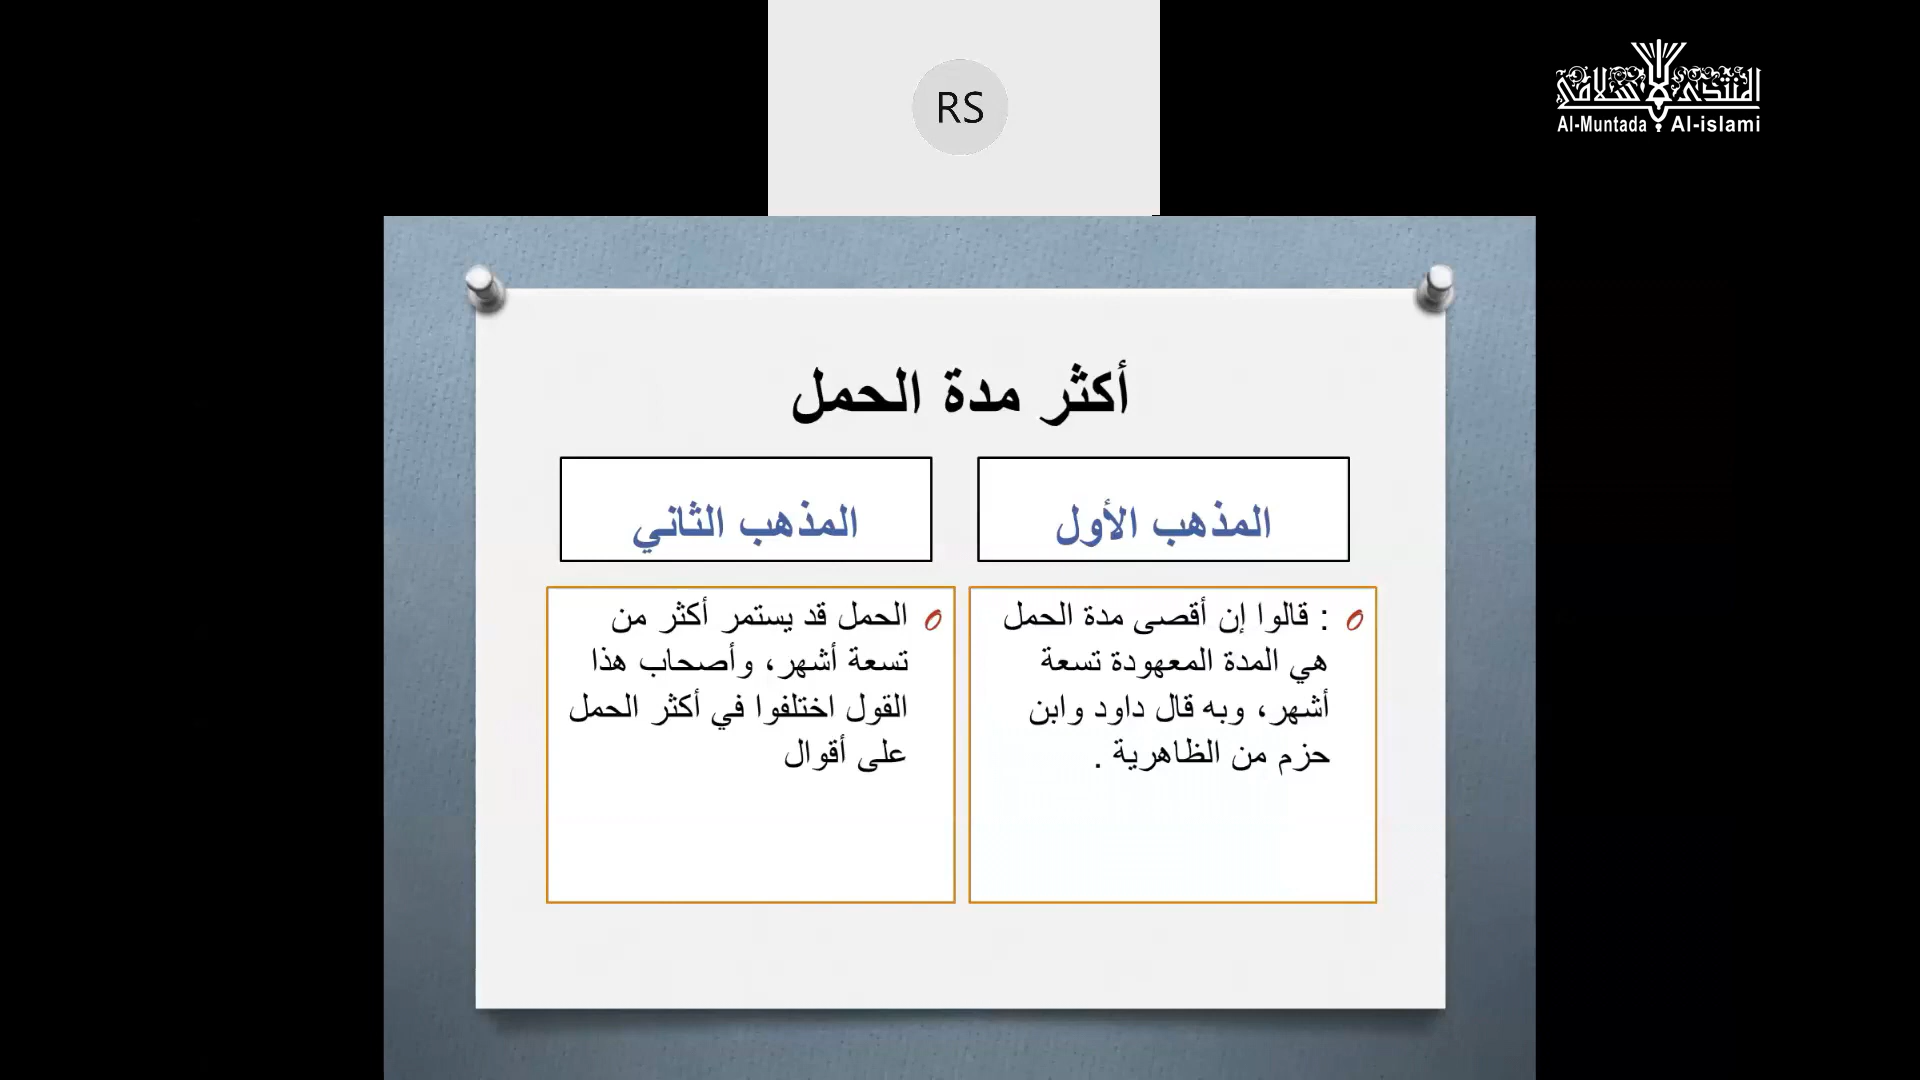 RS
المنتدى الإسلامي
Al-Muntada Al-islami
أكثر مدة الحمل
المذهب الأول
: قالوا إن أقصى مدة الحمل
هي المدة المعهودة تسعة
أشهر، وبه قال داود وابن
حزم من الظاهرية .
المذهب الثاني
الحمل قد يستمر أكثر من
تسعة أشهر، وأصحاب هذا
القول اختلفوا في أكثر الحمل
على أقوال